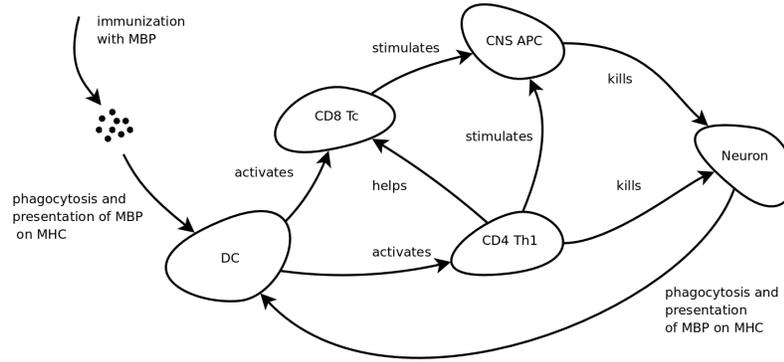 immunization
with MBP
CNS APC
stimulates
kills
CD8 Tc
stimulates
Neuron
activates
helps
kills
phagocytosis and
presentation of MBP
on MHC
CD4 Th1
DC
activates
phagocytosis and
presentation
of MBP on MHC